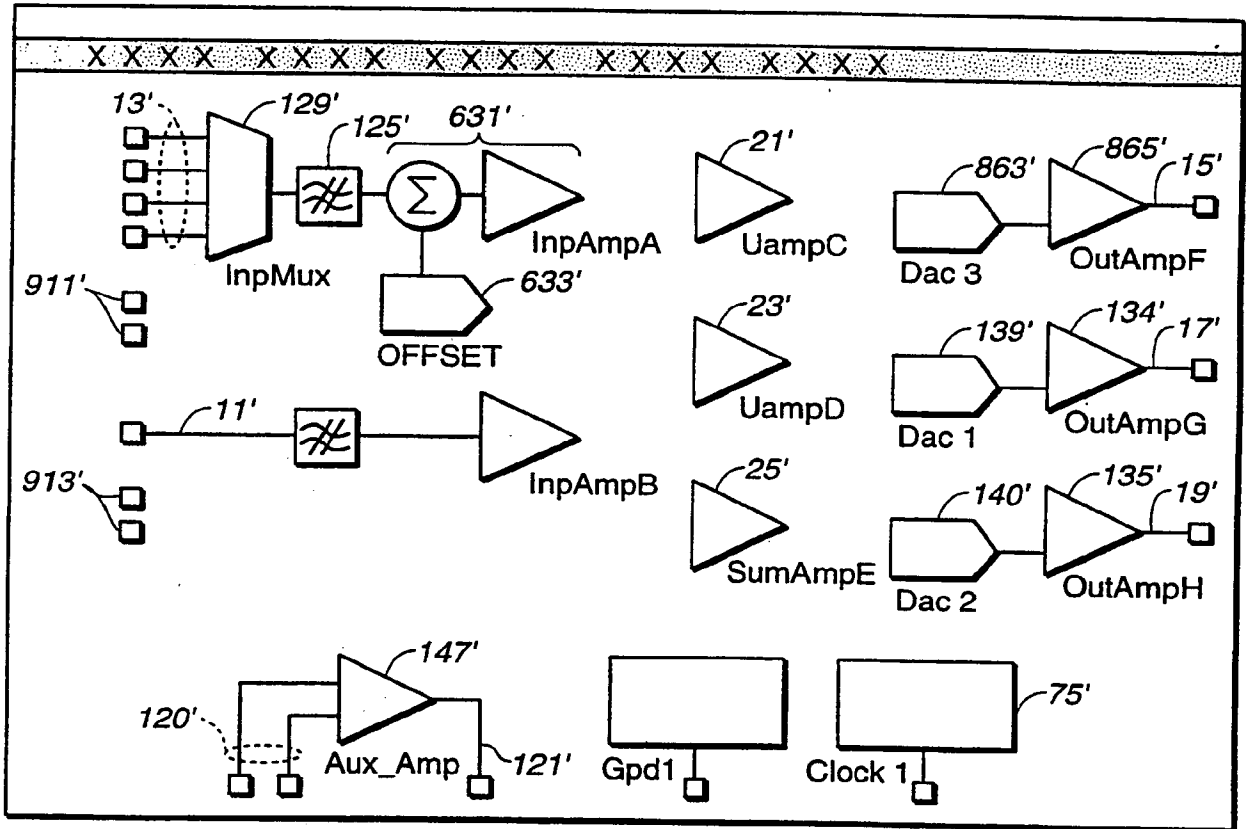 X X X X X X X X X X X X X X X X X X X X
13' 129' 125' 631' 21' 863' 865' 15'
Σ
InpMux InpAmpA UampC Dac 3 OutAmpF
911' 633' 23' 139' 134' 17'
OFFSET
UampD Dac 1 OutAmpG
11' 25' 140' 135' 19'
InpAmpB
913'
SumAmpE Dac 2 OutAmpH
147' 75'
120'
Aux_Amp 121' Gpd1 Clock 1